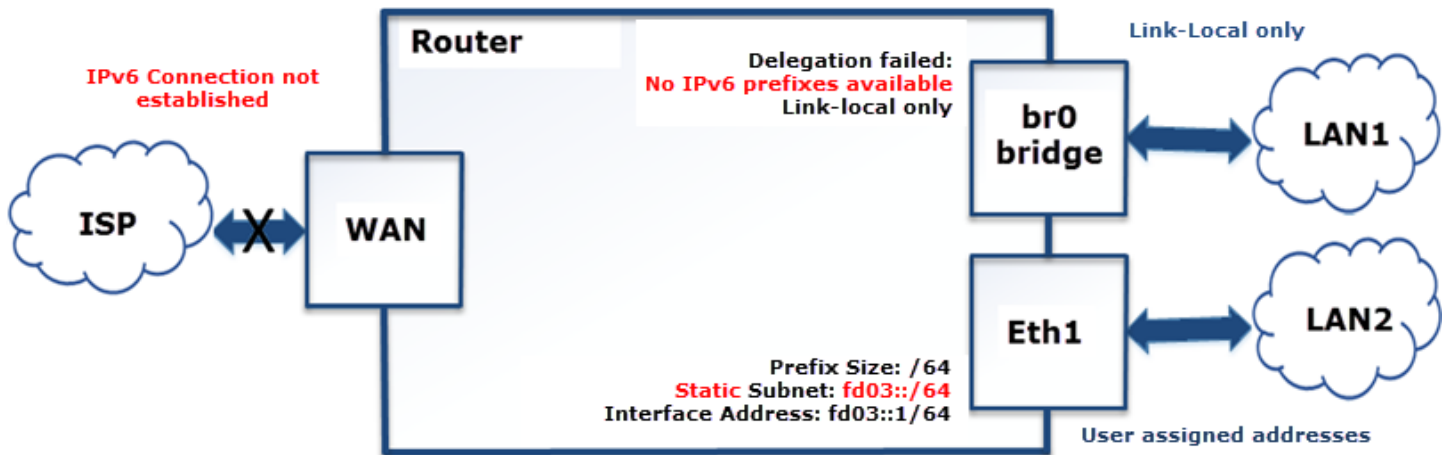 Router
IPv6 Connection not
established
ISP
X
WAN
Delegation failed:
No IPv6 prefixes available
Link-local only
br0
bridge
Link-Local only
LAN1
Eth1
Prefix Size: /64
Static Subnet: fd03::/64
Interface Address: fd03::1/64
LAN2
User assigned addresses